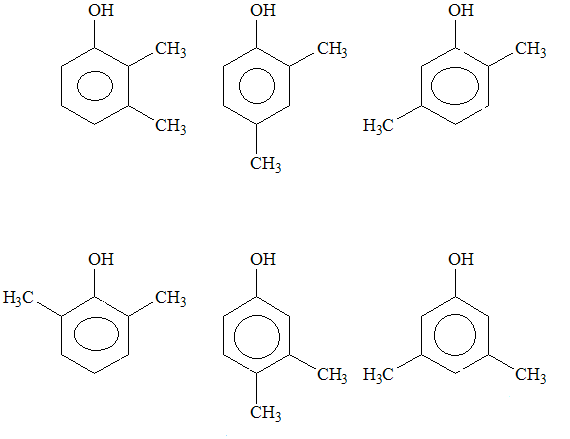 OH OH OH
CH₃ CH₃ CH₃
CH₃ H₃C
CH₃
OH OH OH
H₃C CH₃
CH₃ H₃C CH₃
CH₃